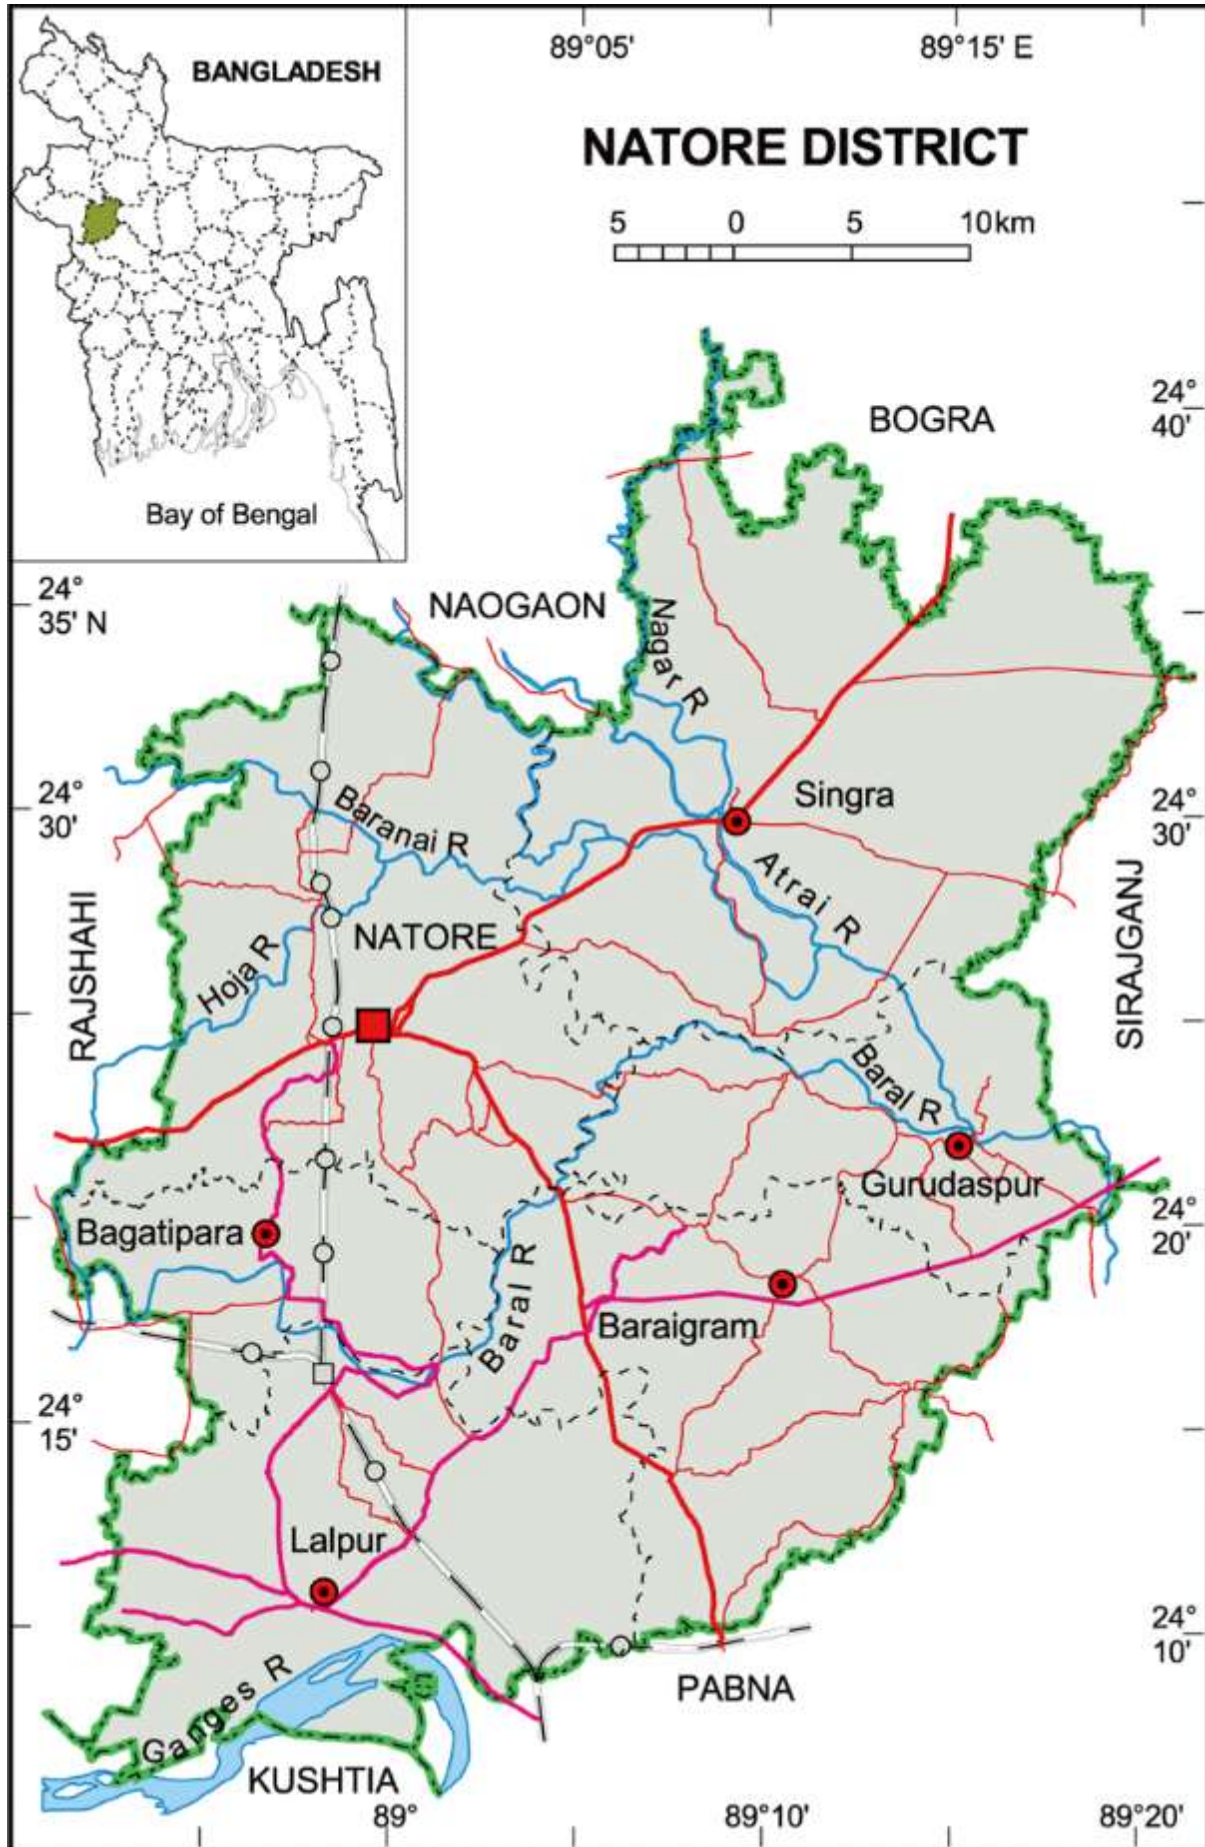 89°05'
89°15' E
BANGLADESH
NATORE DISTRICT
5 0 5 10km
24°
40'
BOGRA
Bay of Bengal
24°
35' N
NAOGAON
Nagar R
Singra
24°
30'
24°
30'
Baranai R
Atrai R
RAJSHAHI
SIRAJGANJ
NATORE
Hoja R
Baral R
Gurudaspur
Bagatipara
24°
20'
Baral R
Baraigram
24°
15'
Lalpur
24°
10'
Ganges R
PABNA
KUSHTIA
89°
89°10'
89°20'